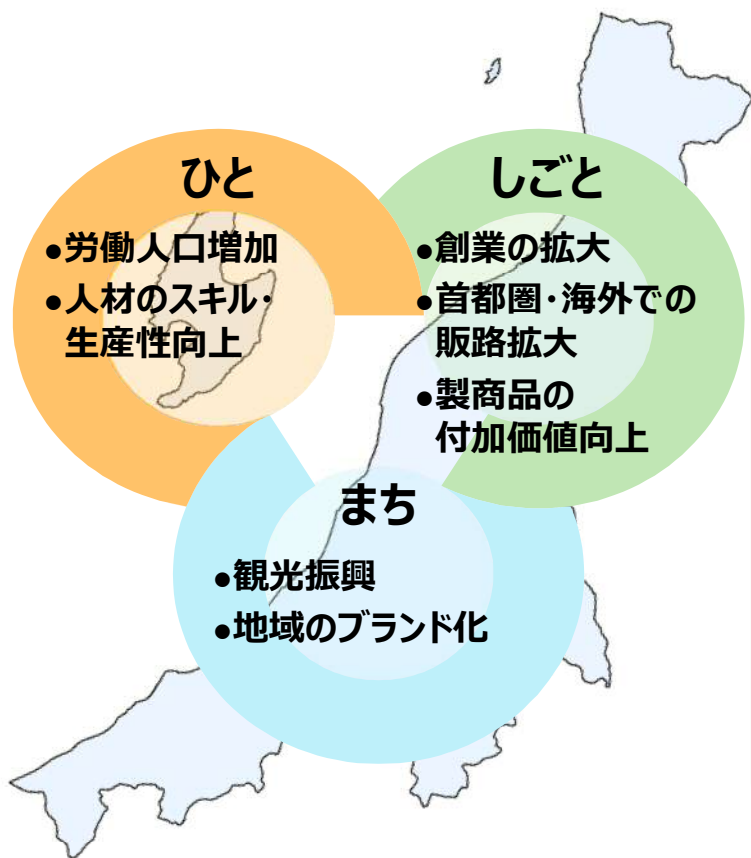 ひと
●労働人口増加
●人材のスキル・
生産性向上
しごと
●創業の拡大
●首都圏・海外での
販路拡大
●製商品の
付加価値向上
まち
●観光振興
●地域のブランド化